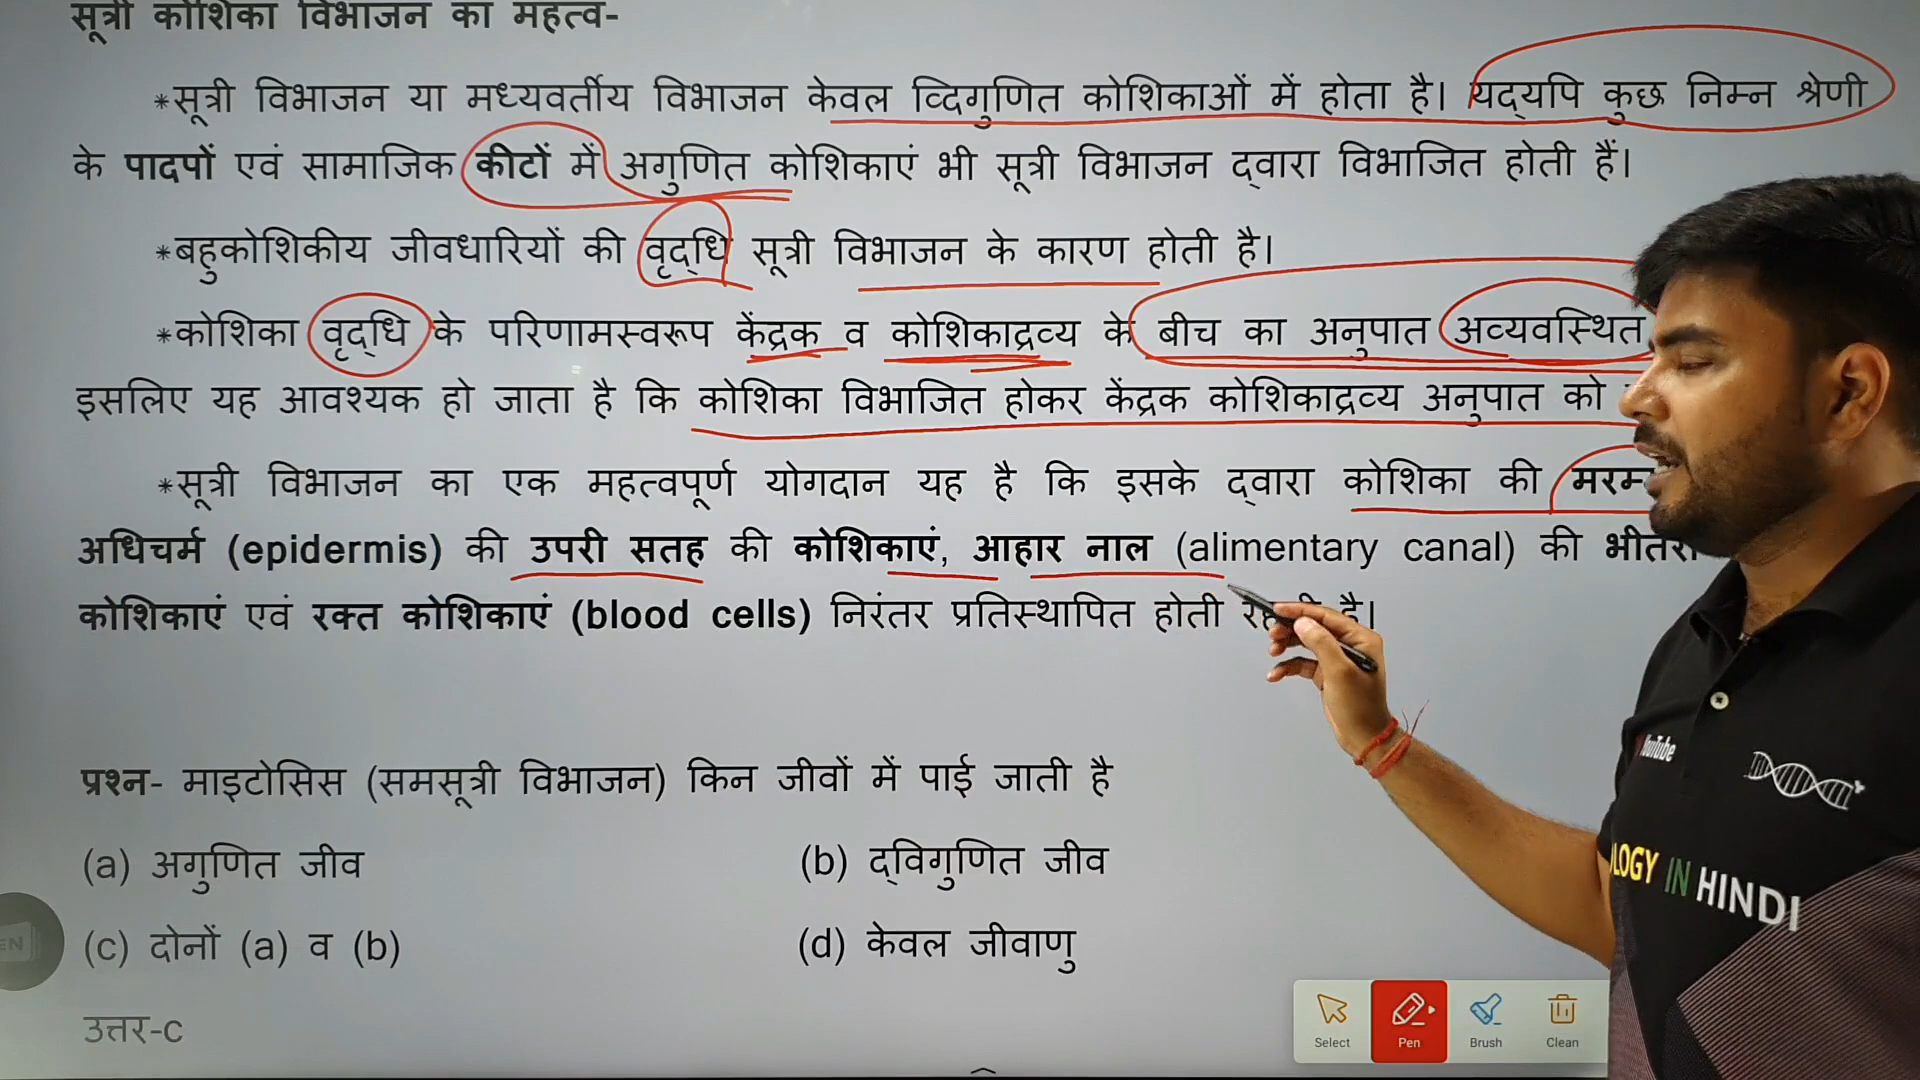 सूत्री कोशिका विभाजन का महत्व-
*सूत्री विभाजन या मध्यवर्तीय विभाजन केवल व्दिगुणित कोशिकाओं में होता है। यद्यपि कुछ निम्न श्रेणी
के पादपों एवं सामाजिक कीटों में अगुणित कोशिकाएं भी सूत्री विभाजन द्वारा विभाजित होती हैं।
*बहुकोशिकीय जीवधारियों की वृद्धि सूत्री विभाजन के कारण होती है।
*कोशिका वृद्धि के परिणामस्वरूप केंद्रक व कोशिकाद्रव्य के बीच का अनुपात अव्यवस्थित
इसलिए यह आवश्यक हो जाता है कि कोशिका विभाजित होकर केंद्रक कोशिकाद्रव्य अनुपात को
*सूत्री विभाजन का एक महत्वपूर्ण योगदान यह है कि इसके द्वारा कोशिका की
अधिचर्म (epidermis) की उपरी सतह की कोशिकाएं, आहार नाल (alimentary canal) की
कोशिकाएं एवं रक्त कोशिकाएं (blood cells) निरंतर प्रतिस्थापित होती है।
प्रश्न- माइटोसिस (समसूत्री विभाजन) किन जीवों में पाई जाती है
(a) अगुणित जीव (b) द्विगुणित जीव
(c) दोनों (a) व (b) (d) केवल जीवाणु
उत्तर-c
Select Pen Brush Clean
YouTube
LOGY IN HINDI
EN